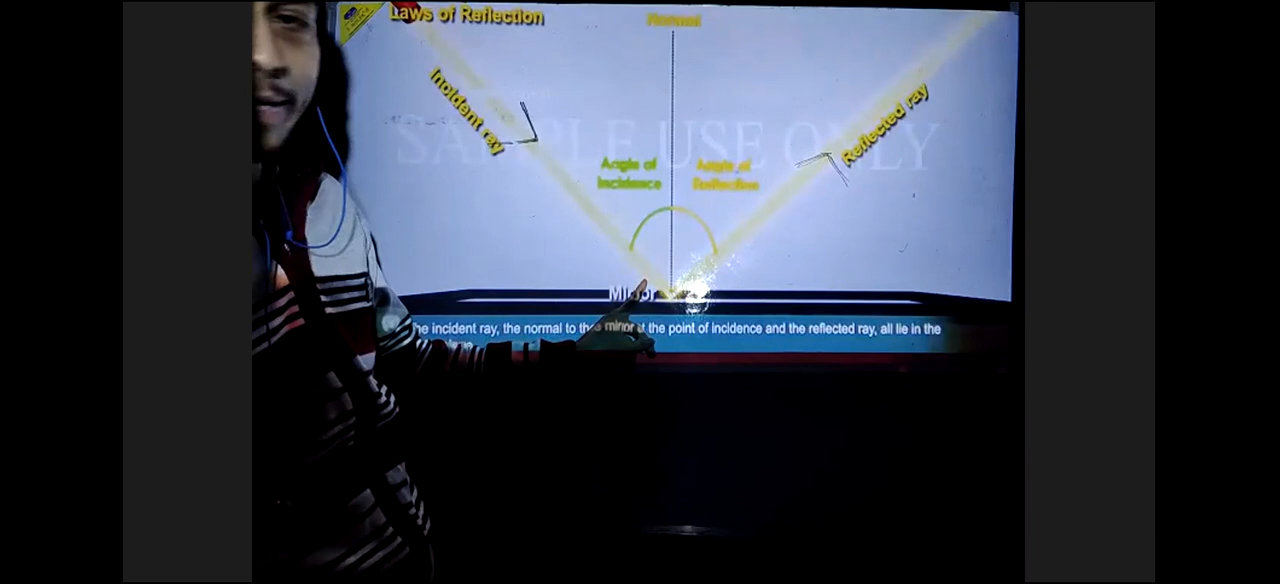 Laws of Reflection
Normal
Incident ray
Reflected ray
SAMPLE USE ONLY
Angle of
Incidence
Angle of
Reflection
Mirror
he incident ray, the normal to the mirror at the point of incidence and the reflected ray, all lie in the